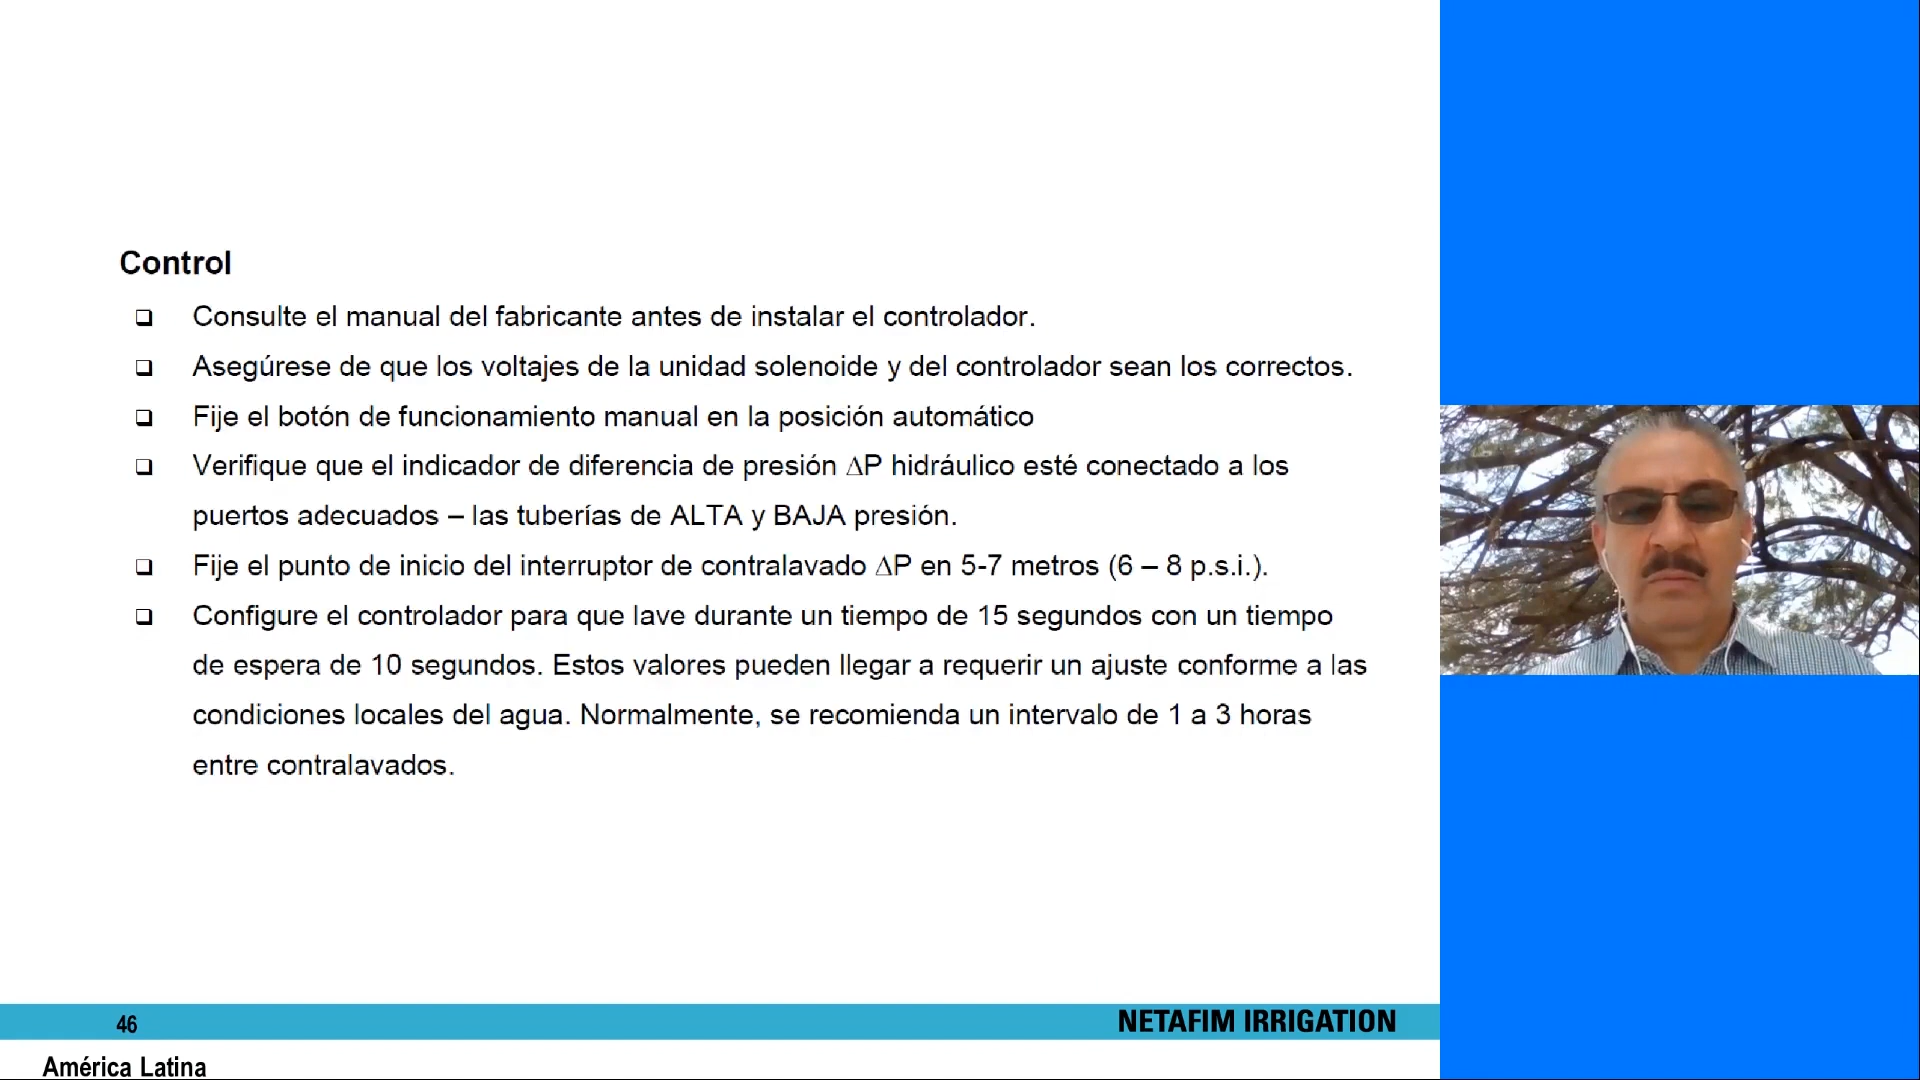 Control
Consulte el manual del fabricante antes de instalar el controlador.
Asegúrese de que los voltajes de la unidad solenoide y del controlador sean los correctos.
Fije el botón de funcionamiento manual en la posición automático
Verifique que el indicador de diferencia de presión ∆P hidráulico esté conectado a los
puertos adecuados – las tuberías de ALTA y BAJA presión.
Fije el punto de inicio del interruptor de contralavado ∆P en 5-7 metros (6 – 8 p.s.i.).
Configure el controlador para que lave durante un tiempo de 15 segundos con un tiempo
de espera de 10 segundos. Estos valores pueden llegar a requerir un ajuste conforme a las
condiciones locales del agua. Normalmente, se recomienda un intervalo de 1 a 3 horas
entre contralavados.
46
NETAFIM IRRIGATION
América Latina